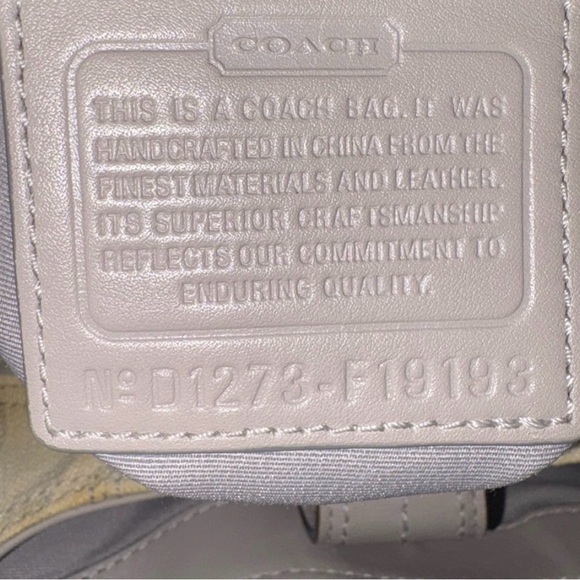 COACH
THIS IS A COACH BAG. IT WAS
HANDCRAFTED IN CHINA FROM THE
FINEST MATERIALS AND LEATHER.
ITS SUPERIOR CRAFTSMANSHIP
REFLECTS OUR COMMITMENT TO
ENDURING QUALITY.
Nº D1273-F19193